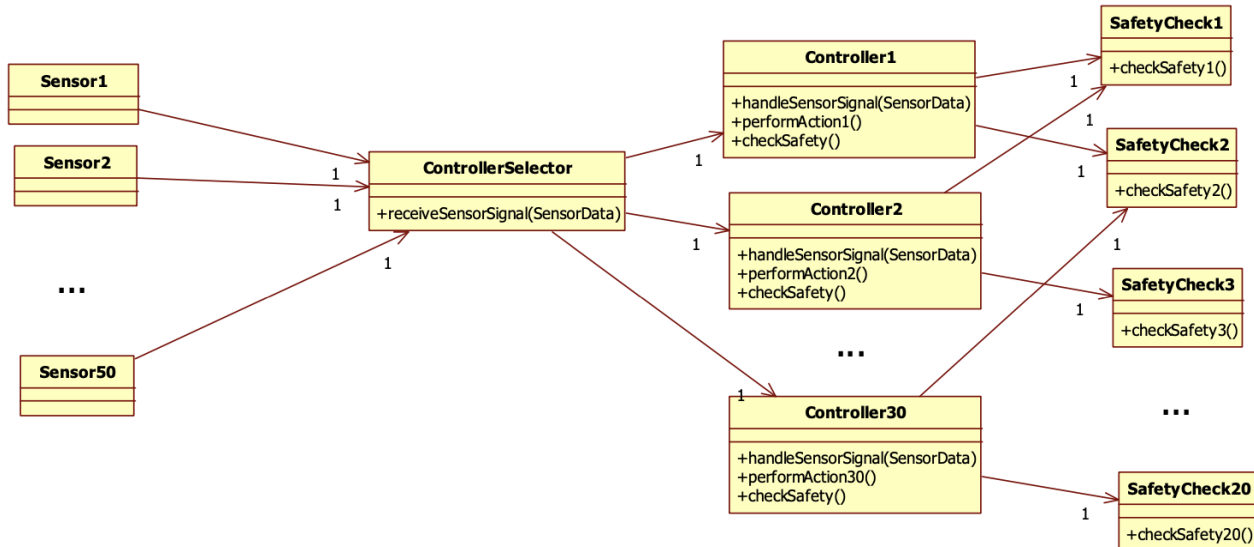 Sensor1
Sensor2
...
Sensor50
1
1
1
ControllerSelector
+receiveSensorSignal(SensorData)
1
1
1
Controller1
+handleSensorSignal(SensorData)
+performAction1()
+checkSafety()
Controller2
+handleSensorSignal(SensorData)
+performAction2()
+checkSafety()
...
Controller30
+handleSensorSignal(SensorData)
+performAction30()
+checkSafety()
1
1
1
1
1
1
SafetyCheck1
+checkSafety1()
SafetyCheck2
+checkSafety2()
SafetyCheck3
+checkSafety3()
...
SafetyCheck20
+checkSafety20()